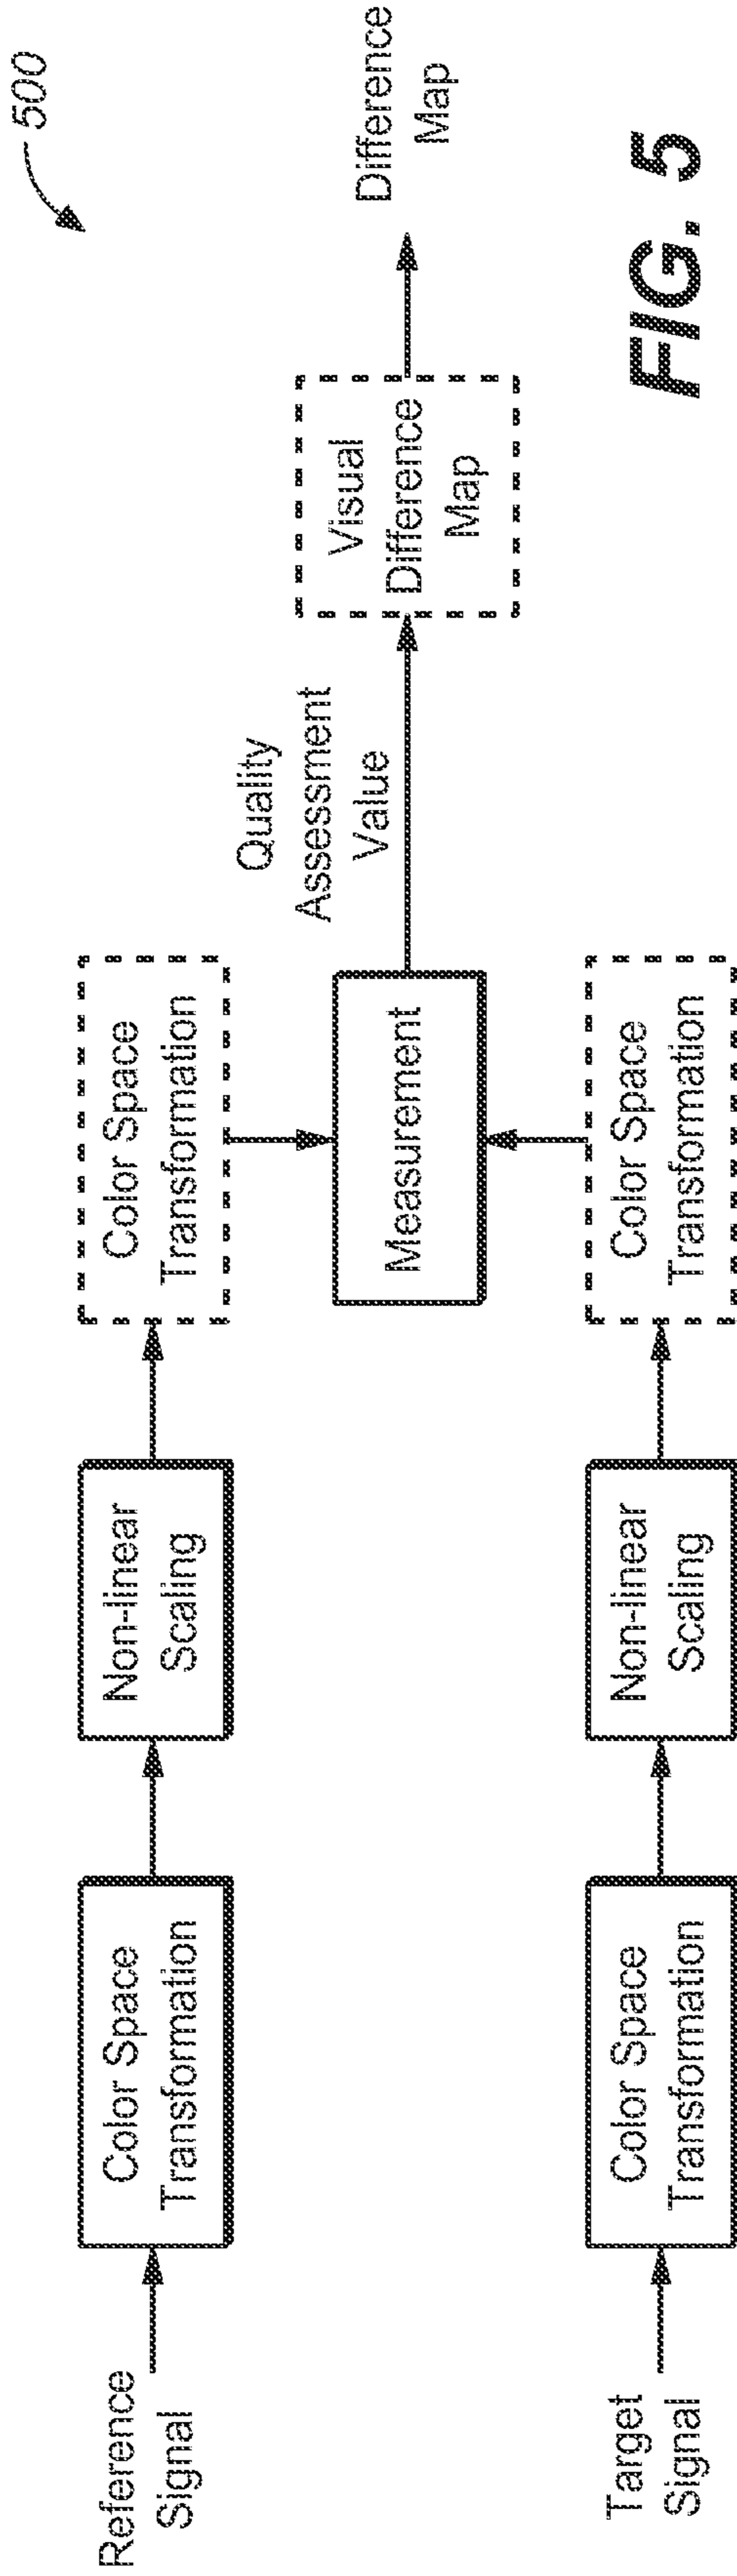 500
Reference
Signal
Color Space
Transformation
Non-linear
Scaling
Color Space
Transformation
Quality
Assessment
Value
Measurement
Visual
Difference
Map
Difference
Map
Target
Signal
Color Space
Transformation
Non-linear
Scaling
Color Space
Transformation
FIG. 5